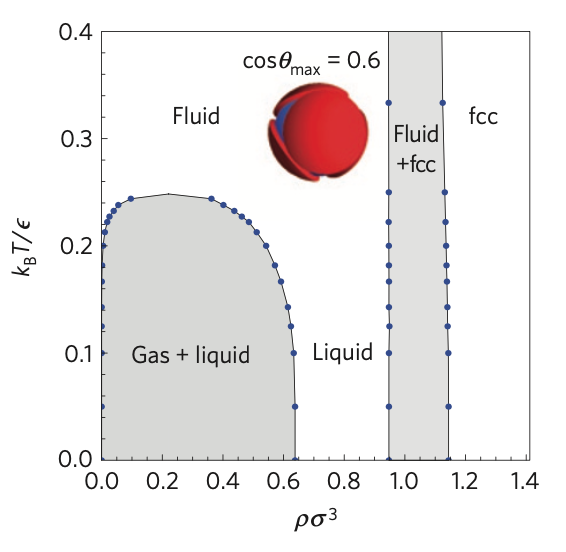 cosθmax = 0.6
Fluid
fcc
Fluid
+fcc
Gas + liquid
Liquid
0.4
0.3
0.2
0.1
0.0
kBT/ϵ
0.0 0.2 0.4 0.6 0.8 1.0 1.2 1.4
ρσ³